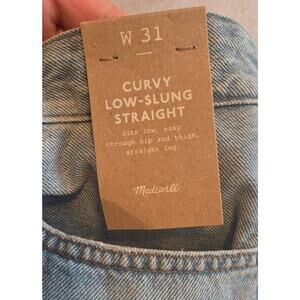 W 31
CURVY
LOW-SLUNG
STRAIGHT
Sits low, easy
through hip and thigh,
straight leg.
Madewell